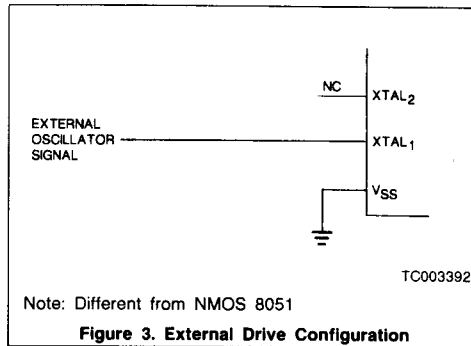 NC
XTAL2
EXTERNAL
OSCILLATOR
SIGNAL
XTAL1
VSS
TC003392
Note: Different from NMOS 8051
Figure 3. External Drive Configuration